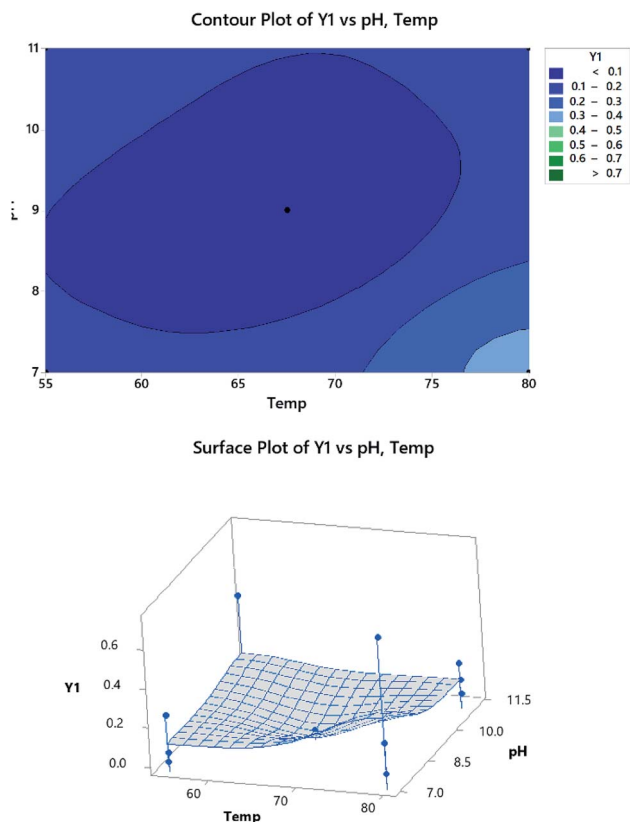 Contour Plot of Y1 vs pH, Temp
11
10
9
8
7
55
60
65
70
75
80
Temp
Y1
< 0.1
0.1 – 0.2
0.2 – 0.3
0.3 – 0.4
0.4 – 0.5
0.5 – 0.6
0.6 – 0.7
> 0.7
Surface Plot of Y1 vs pH, Temp
0.6
0.4
0.2
0.0
Y1
60
70
80
Temp
11.5
10.0
8.5
7.0
pH